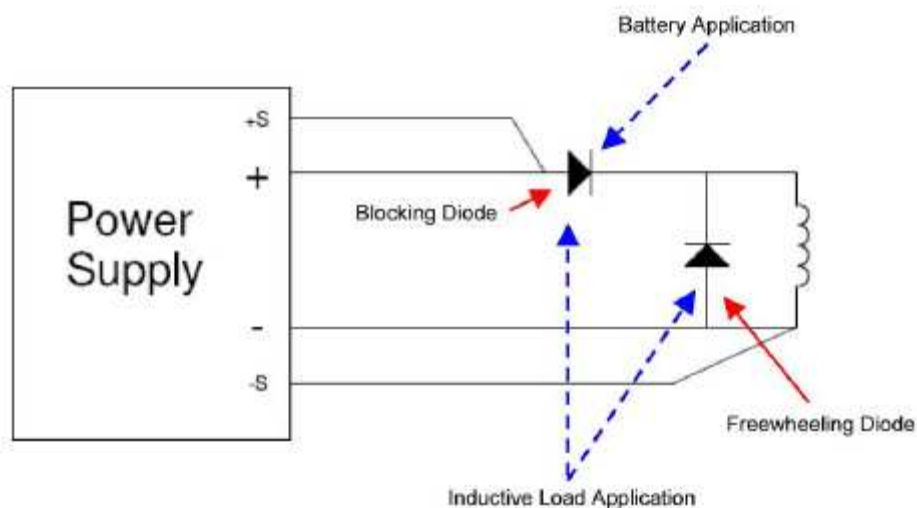 Battery Application
+S
+
Blocking Diode
Power
Supply
-
-S
Freewheeling Diode
Inductive Load Application